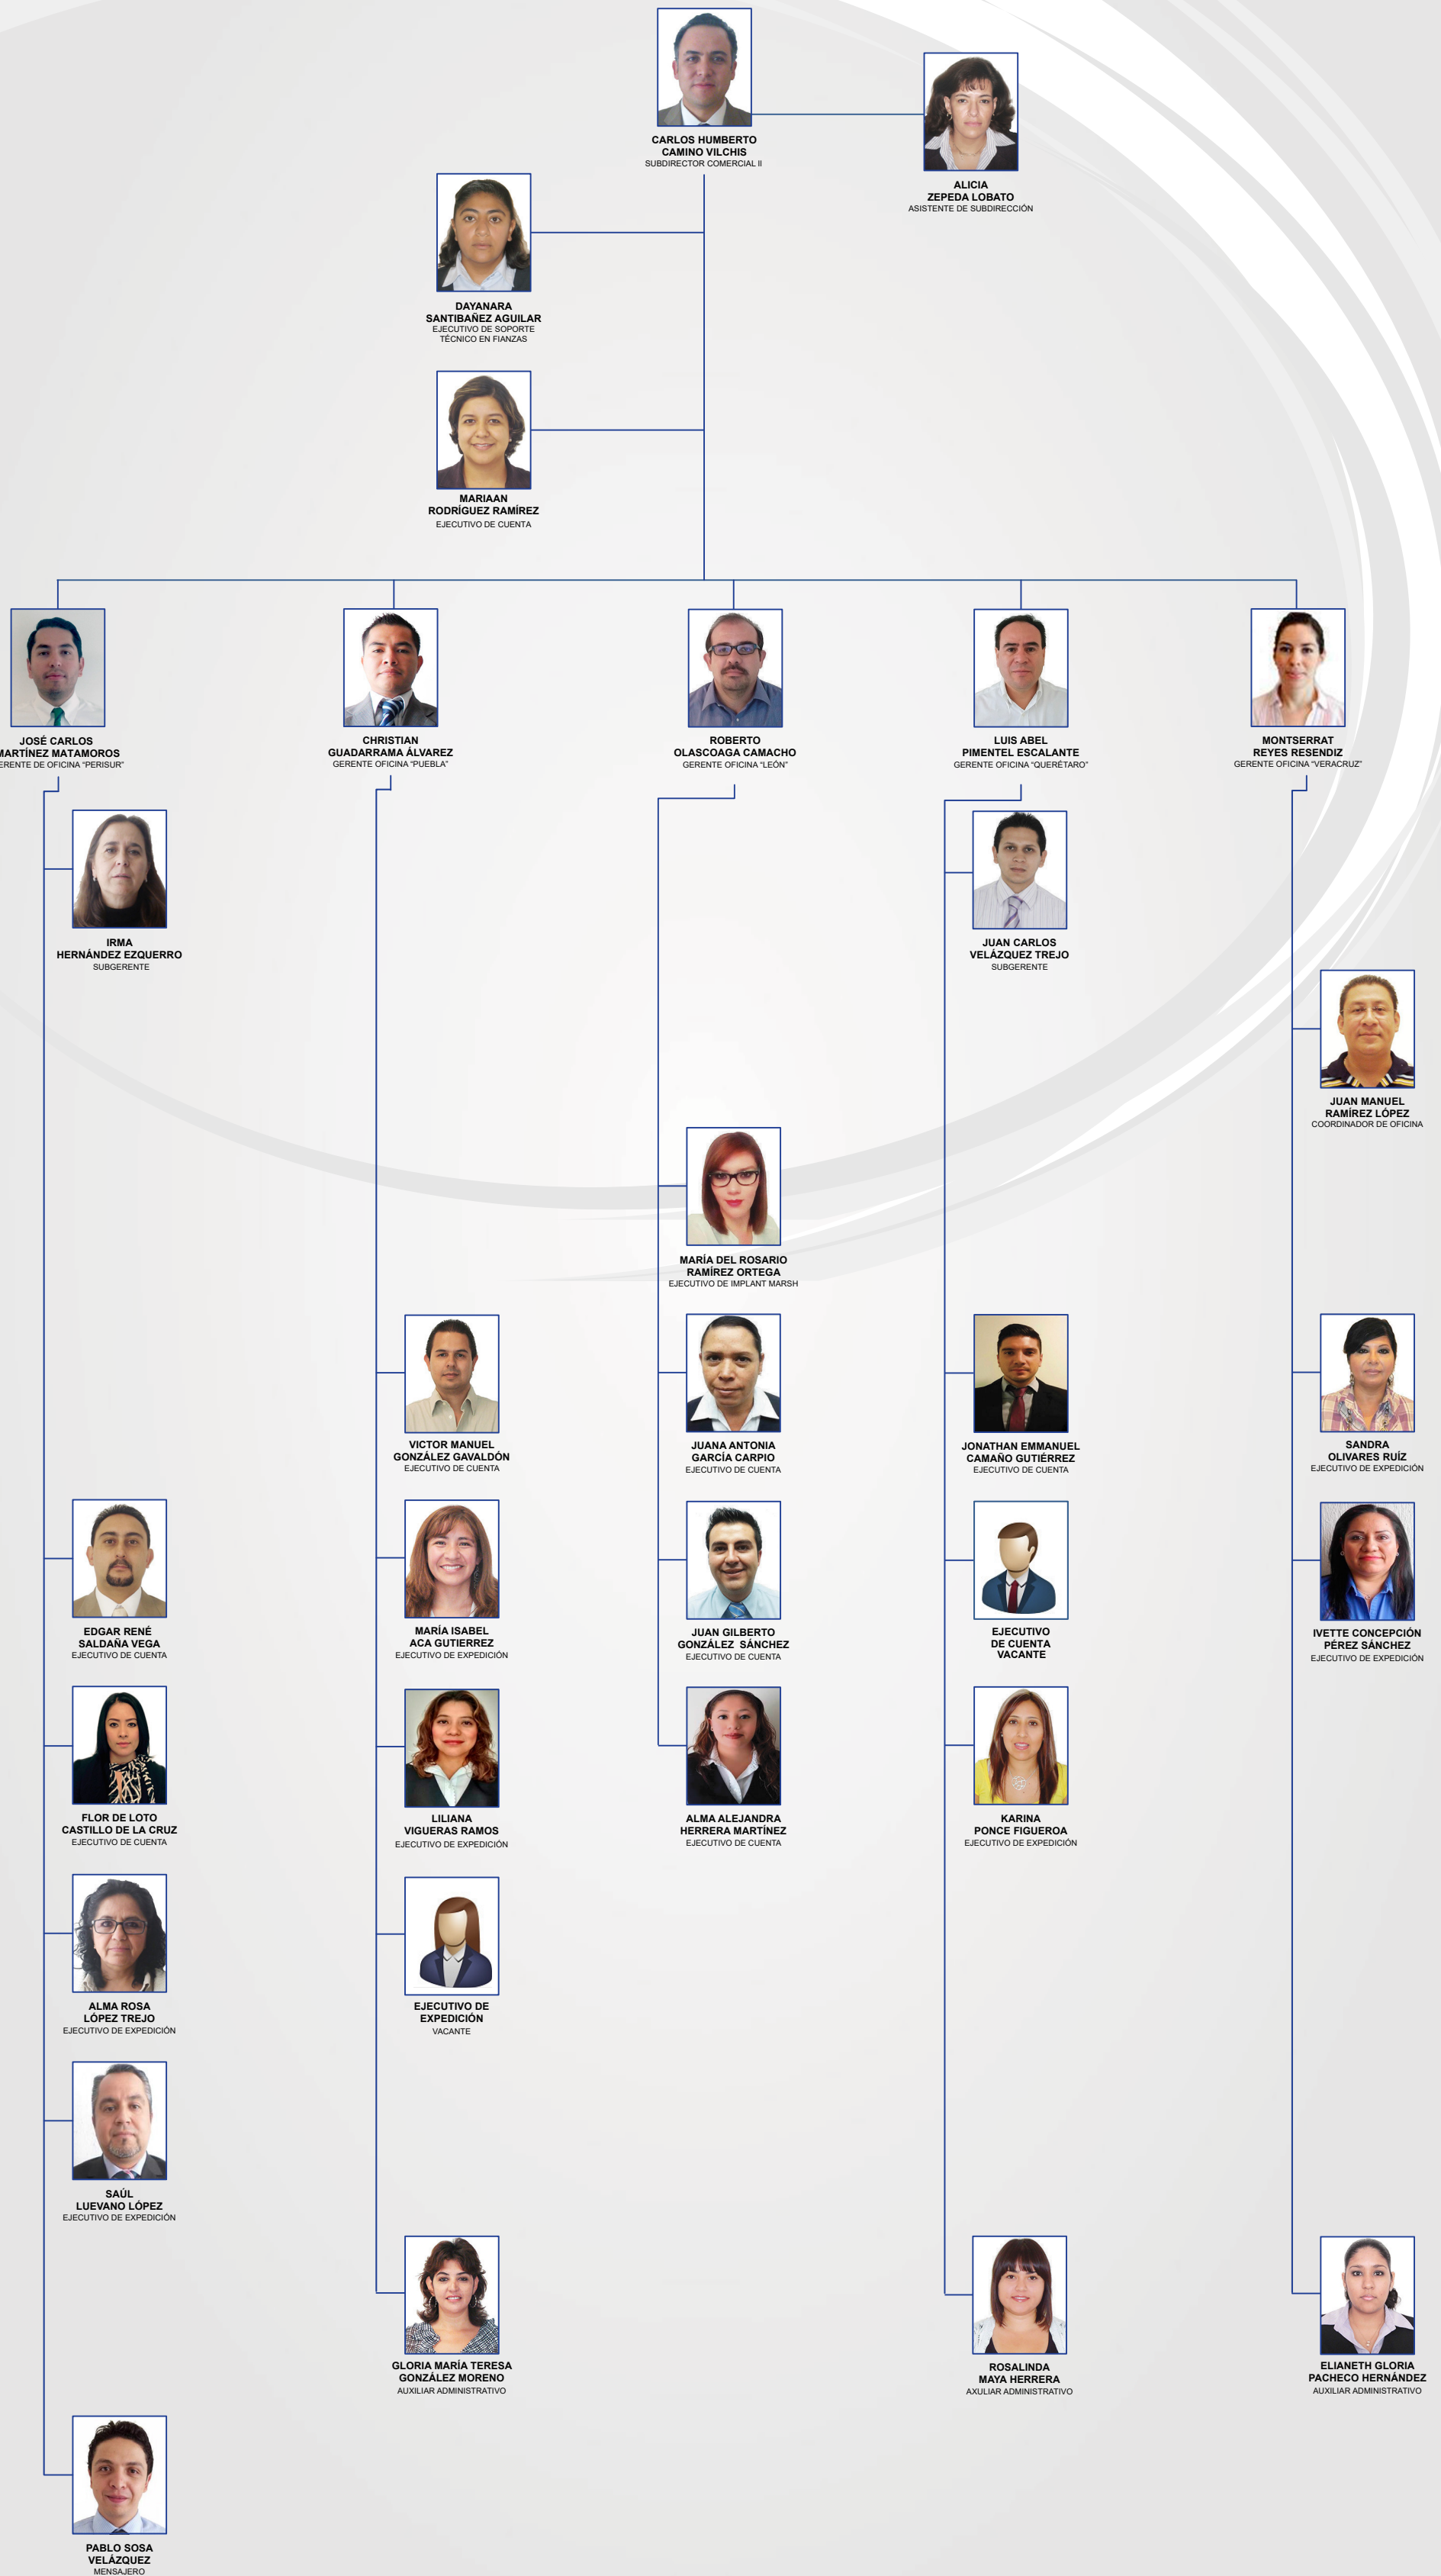 CARLOS HUMBERTO
CAMINO VILCHIS
SUBDIRECTOR COMERCIAL II
ALICIA
ZEPEDA LOBATO
ASISTENTE DE SUBDIRECCIÓN
DAYANARA
SANTIBAÑEZ AGUILAR
EJECUTIVO DE SOPORTE
TÉCNICO EN FIANZAS
MARIAAN
RODRÍGUEZ RAMÍREZ
EJECUTIVO DE CUENTA
JOSÉ CARLOS
MARTÍNEZ MATAMOROS
GERENTE DE OFICINA “PERISUR”
CHRISTIAN
GUADARRAMA ÁLVAREZ
GERENTE OFICINA “PUEBLA”
ROBERTO
OLASCOAGA CAMACHO
GERENTE OFICINA “LEÓN”
LUIS ABEL
PIMENTEL ESCALANTE
GERENTE OFICINA “QUERÉTARO”
MONTSERRAT
REYES RESENDIZ
GERENTE OFICINA “VERACRUZ”
IRMA
HERNÁNDEZ EZQUERRO
SUBGERENTE
JUAN CARLOS
VELÁZQUEZ TREJO
SUBGERENTE
JUAN MANUEL
RAMÍREZ LÓPEZ
COORDINADOR DE OFICINA
MARÍA DEL ROSARIO
RAMÍREZ ORTEGA
EJECUTIVO DE IMPLANT MARSH
VICTOR MANUEL
GONZÁLEZ GAVALDÓN
EJECUTIVO DE CUENTA
JUANA ANTONIA
GARCÍA CARPIO
EJECUTIVO DE CUENTA
JONATHAN EMMANUEL
CAMAÑO GUTIÉRREZ
EJECUTIVO DE CUENTA
SANDRA
OLIVARES RUÍZ
EJECUTIVO DE EXPEDICIÓN
EDGAR RENÉ
SALDAÑA VEGA
EJECUTIVO DE CUENTA
MARÍA ISABEL
ACA GUTIERREZ
EJECUTIVO DE EXPEDICIÓN
JUAN GILBERTO
GONZÁLEZ  SÁNCHEZ
EJECUTIVO DE CUENTA
EJECUTIVO
DE CUENTA
VACANTE
IVETTE CONCEPCIÓN
PÉREZ SÁNCHEZ
EJECUTIVO DE EXPEDICIÓN
FLOR DE LOTO
CASTILLO DE LA CRUZ
EJECUTIVO DE CUENTA
LILIANA
VIGUERAS RAMOS
EJECUTIVO DE EXPEDICIÓN
ALMA ALEJANDRA
HERRERA MARTÍNEZ
EJECUTIVO DE CUENTA
KARINA
PONCE FIGUEROA
EJECUTIVO DE EXPEDICIÓN
ALMA ROSA
LÓPEZ TREJO
EJECUTIVO DE EXPEDICIÓN
EJECUTIVO DE
EXPEDICIÓN
VACANTE
SAÚL
LUEVANO LÓPEZ
EJECUTIVO DE EXPEDICIÓN
GLORIA MARÍA TERESA
GONZÁLEZ MORENO
AUXILIAR ADMINISTRATIVO
ROSALINDA
MAYA HERRERA
AXULIAR ADMINISTRATIVO
ELIANETH GLORIA
PACHECO HERNÁNDEZ
AUXILIAR ADMINISTRATIVO
PABLO SOSA
VELÁZQUEZ
MENSAJERO